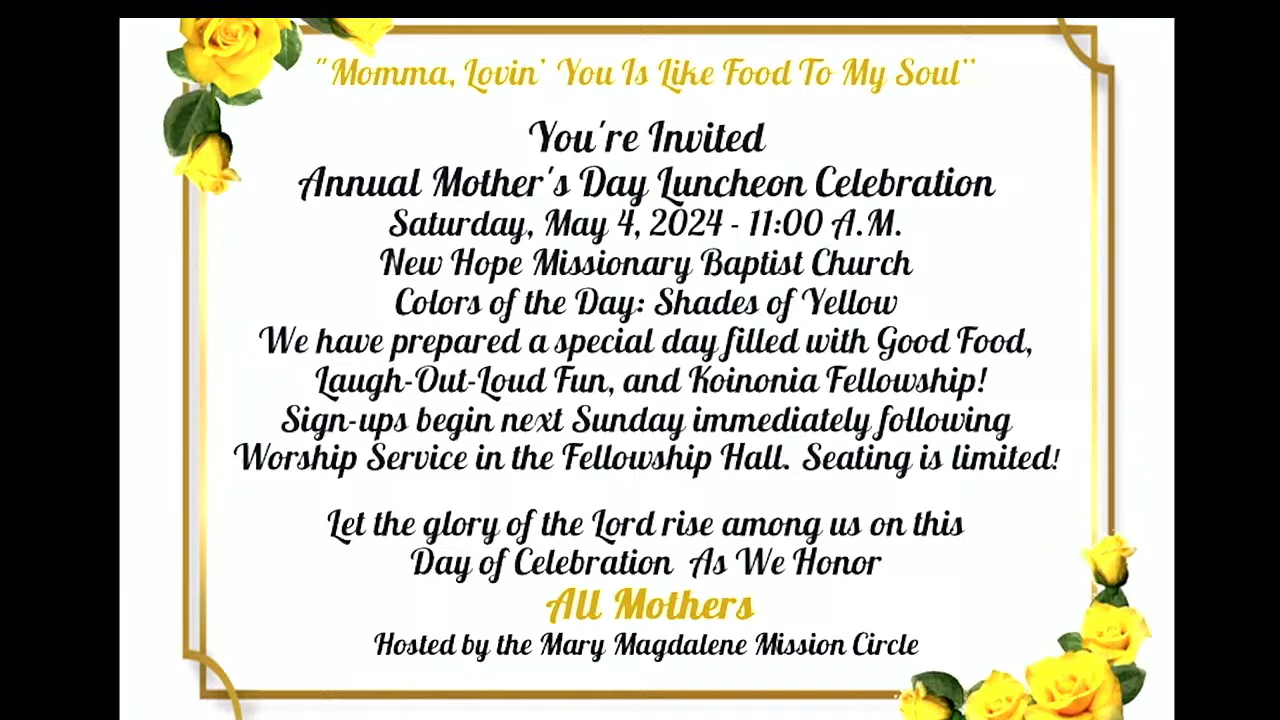 "Momma, Lovin' You Is Like Food To My Soul"
You're Invited
Annual Mother's Day Luncheon Celebration
Saturday, May 4, 2024 - 11:00 A.M.
New Hope Missionary Baptist Church
Colors of the Day: Shades of Yellow
We have prepared a special day filled with Good Food,
Laugh-Out-Loud Fun, and Koinonia Fellowship!
Sign-ups begin next Sunday immediately following
Worship Service in the Fellowship Hall. Seating is limited!
Let the glory of the Lord rise among us on this
Day of Celebration As We Honor
All Mothers
Hosted by the Mary Magdalene Mission Circle